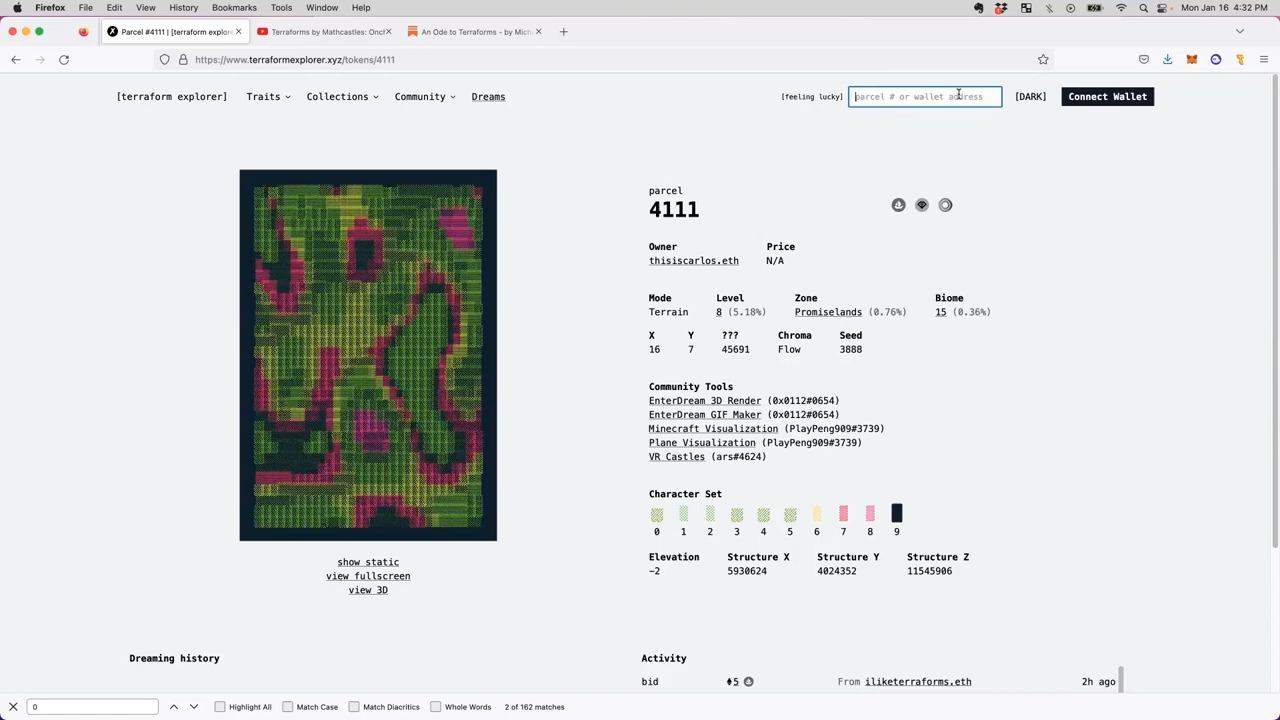 Firefox File Edit View History Bookmarks Tools Window Help Mon Jan 16 4:32 PM
Parcel #4111 | [terraform explor
Terraforms by Mathcastles: Onch
An Ode to Terraforms - by Mich
https://www.terraformexplorer.xyz/tokens/4111
[terraform explorer] Traits Collections Community Dreams [feeling lucky] parcel # or wallet address [DARK] Connect Wallet
parcel
4111
Owner Price
thisiscarlos.eth N/A
Mode Level Zone Biome
Terrain 8 (5.18%) Promiselands (0.76%) 15 (0.36%)
X Y ??? Chroma Seed
16 7 45691 Flow 3888
Community Tools
EnterDream 3D Render (0x0112#0654)
EnterDream GIF Maker (0x0112#0654)
Minecraft Visualization (PlayPeng909#3739)
Plane Visualization (PlayPeng909#3739)
VR Castles (ars#4624)
Character Set
0 1 2 3 4 5 6 7 8 9
Elevation Structure X Structure Y Structure Z
-2 5930624 4024352 11545906
show static
view fullscreen
view 3D
Dreaming history
Activity
bid 5 From iliketerraforms.eth 2h ago
0 Highlight All Match Case Match Diacritics Whole Words 2 of 162 matches